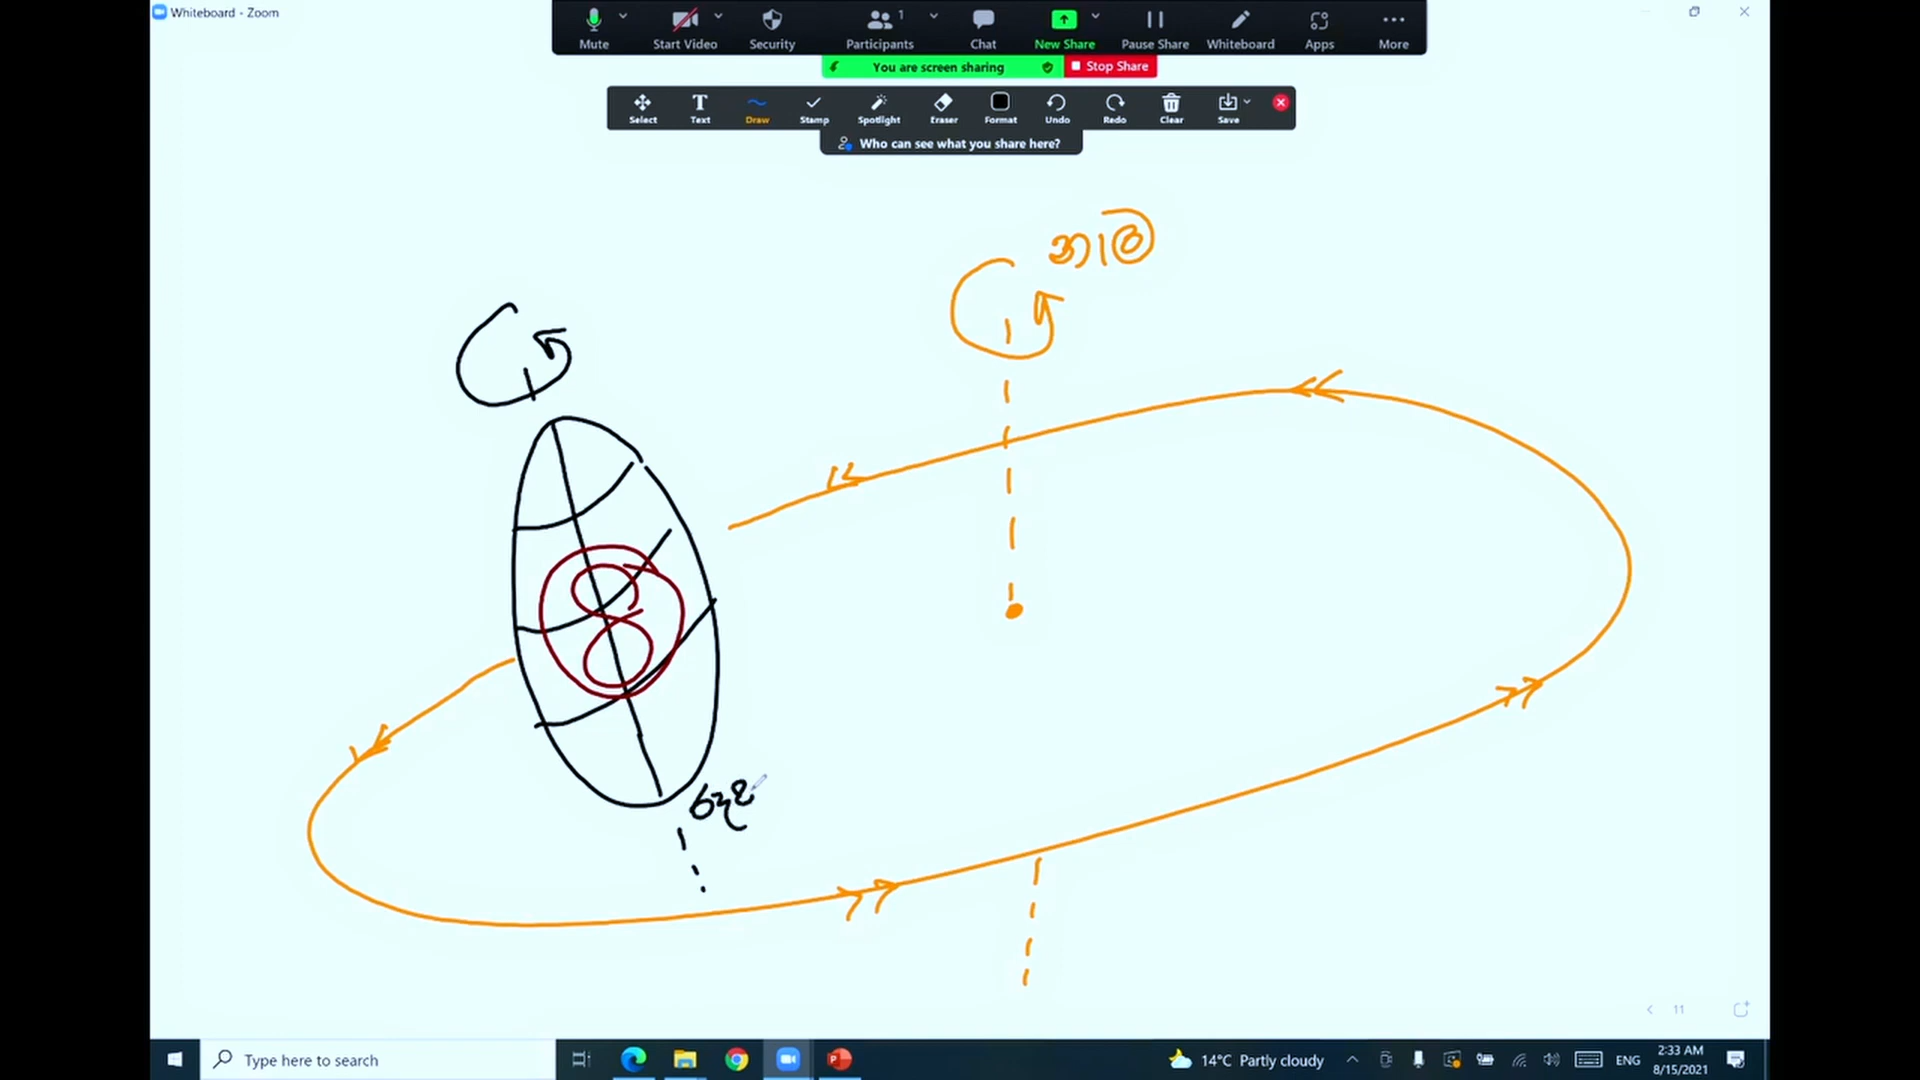 Whiteboard - Zoom
Mute
Start Video
Security
Participants
1
Chat
New Share
Pause Share
Whiteboard
Apps
More
You are screen sharing
Stop Share
Select
Text
Draw
Stamp
Spotlight
Eraser
Format
Undo
Redo
Clear
Save
Who can see what you share here?
8
11
Type here to search
14°C Partly cloudy
ENG
2:33 AM
8/15/2021